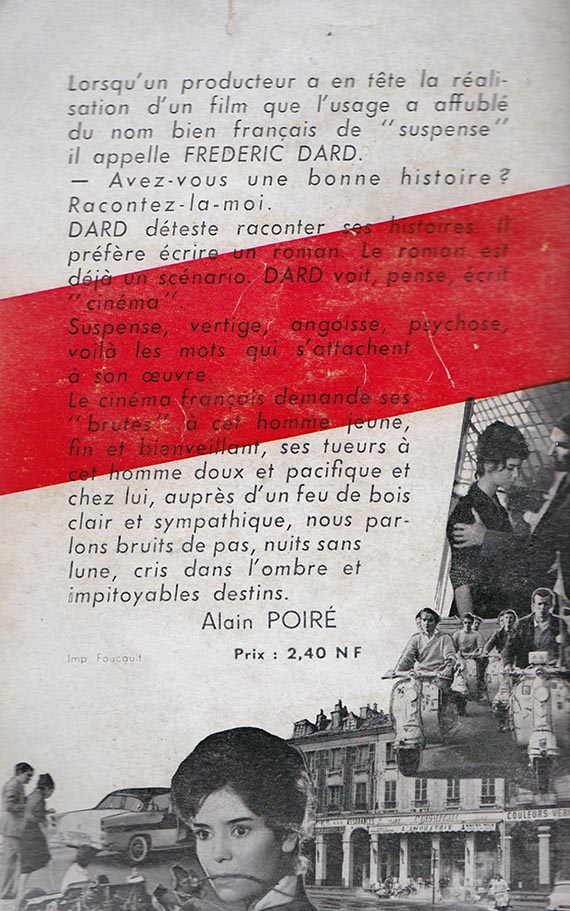 Lorsqu'un producteur a en tête la réali-
sation d'un film que l'usage a affublé
du nom bien français de "suspense"
il appelle FREDERIC DARD.
— Avez-vous une bonne histoire?
Racontez-la-moi.
DARD déteste raconter ses histoires. Il
préfère écrire un roman. Le roman est
déjà un scénario. DARD voit, pense, écrit
"cinéma".
Suspense, vertige, angoisse, psychose,
voilà les mots qui s'attachent
à son œuvre.
Le cinéma français demande ses
"brutes" à cet homme jeune,
fin et bienveillant, ses tueurs à
cet homme doux et pacifique et
chez lui, auprès d'un feu de bois
clair et sympathique, nous par-
lons bruits de pas, nuits sans
lune, cris dans l'ombre et
impitoyables destins.
Alain POIRÉ
Imp Foucault
Prix : 2,40 NF
COULEURS